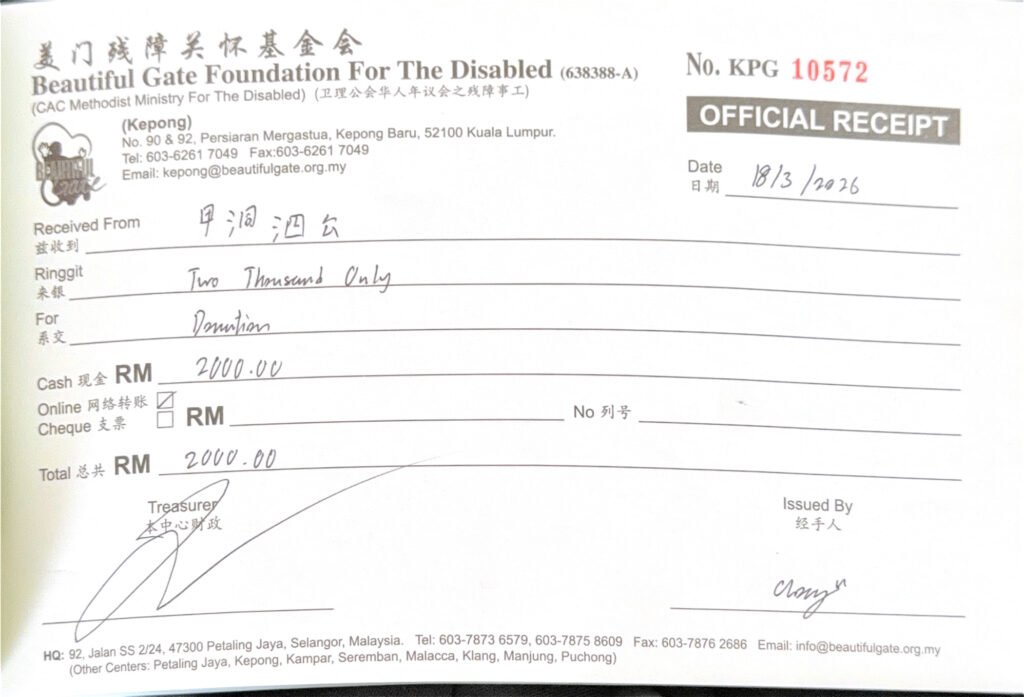 美门残障关怀基金会
Beautiful Gate Foundation For The Disabled (638388-A)
(CAC Methodist Ministry For The Disabled) (卫理公会华人年议会之残障事工)
No. KPG 10572
OFFICIAL RECEIPT
BEAUTIFUL
Gate
(Kepong)
No. 90 & 92, Persiaran Mergastua, Kepong Baru, 52100 Kuala Lumpur.
Tel: 603-6261 7049 Fax:603-6261 7049
Email: kepong@beautifulgate.org.my
Date
日期 18/3/2026
Received From 甲洞泗公
兹收到
Ringgit Two Thousand Only
来银
For Donation
系交
Cash 现金 RM 2000.00
Online 网络转账
Cheque 支票 RM No 列号
Total 总共 RM 2000.00
Treasurer Issued By
本中心财政 经手人
HQ: 92, Jalan SS 2/24, 47300 Petaling Jaya, Selangor, Malaysia. Tel: 603-7873 6579, 603-7875 8609 Fax: 603-7876 2686 Email: info@beautifulgate.org.my
(Other Centers: Petaling Jaya, Kepong, Kampar, Seremban, Malacca, Klang, Manjung, Puchong)